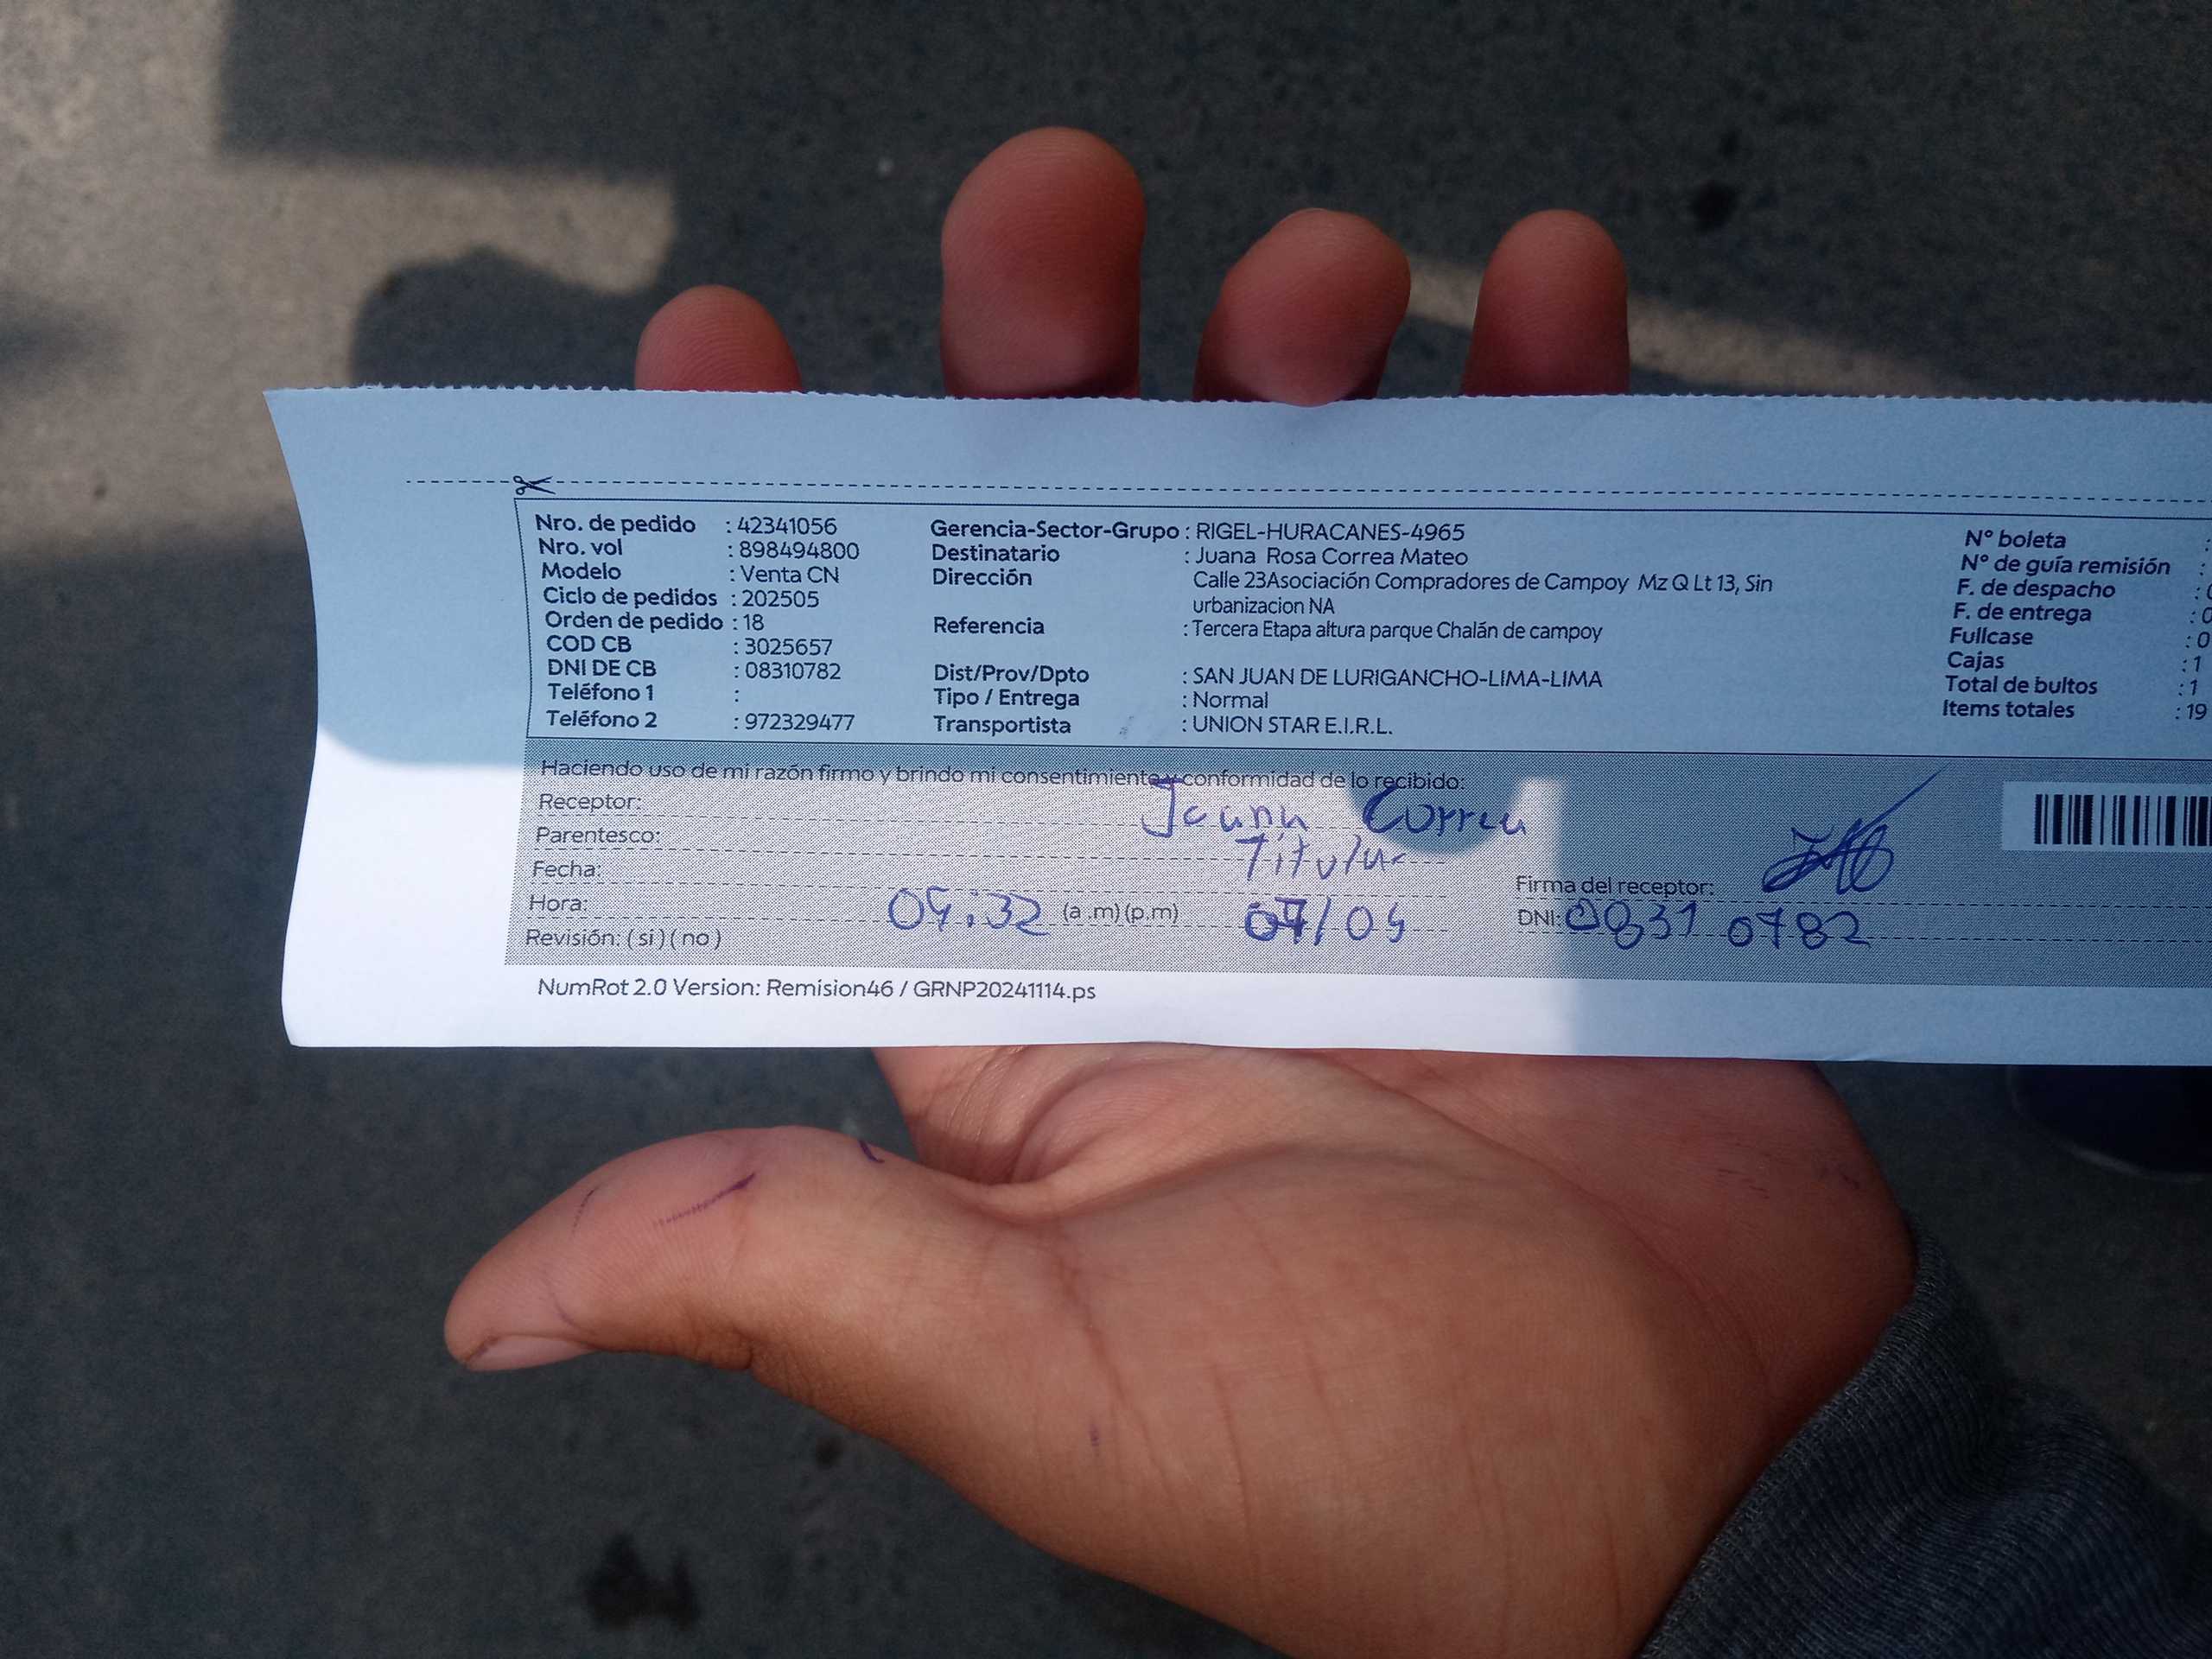 Nro. de pedido : 42341056
Nro. vol : 898494800
Modelo : Venta CN
Ciclo de pedidos : 202505
Orden de pedido : 18
COD CB : 3025657
DNI DE CB : 08310782
Teléfono 1 :
Teléfono 2 : 972329477
Gerencia-Sector-Grupo : RIGEL-HURACANES-4965
Destinatario : Juana Rosa Correa Mateo
Dirección Calle 23Asociación Compradores de Campoy Mz Q Lt 13, Sin
urbanizacion NA
Referencia : Tercera Etapa altura parque Chalán de campoy
Dist/Prov/Dpto : SAN JUAN DE LURIGANCHO-LIMA-LIMA
Tipo / Entrega : Normal
Transportista : UNION STAR E.I.R.L.
N° boleta :
N° de guía remisión :
F. de despacho : 0
F. de entrega : 0
Fullcase : 0
Cajas : 1
Total de bultos : 1
Items totales : 19
Haciendo uso de mi razón firmo y brindo mi consentimiento y conformidad de lo recibido:
Receptor: Juana Correa
Parentesco: Titular
Fecha:
Hora: 09:32 (a .m) (p.m) 07/04
Revisión: ( si ) ( no )
Firma del receptor:
DNI: 0831 0782
NumRot 2.0 Version: Remision46 / GRNP20241114.ps